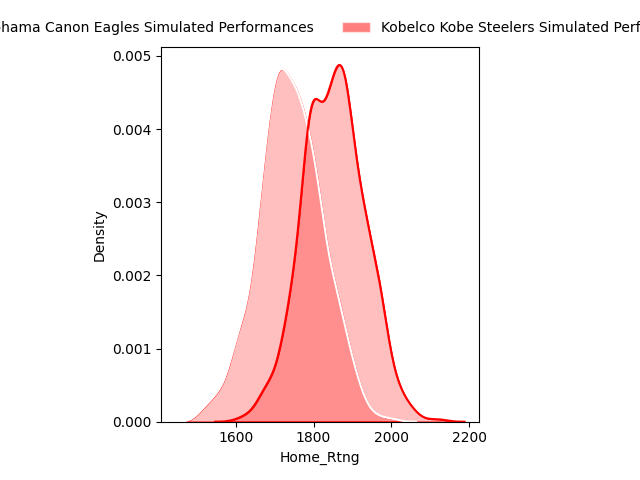 hama Canon Eagles Simulated Performances
Kobelco Kobe Steelers Simulated Perf
0.005
0.004
0.003
0.002
0.001
0.000
Density
1600 1800 2000 2200
Home_Rtng